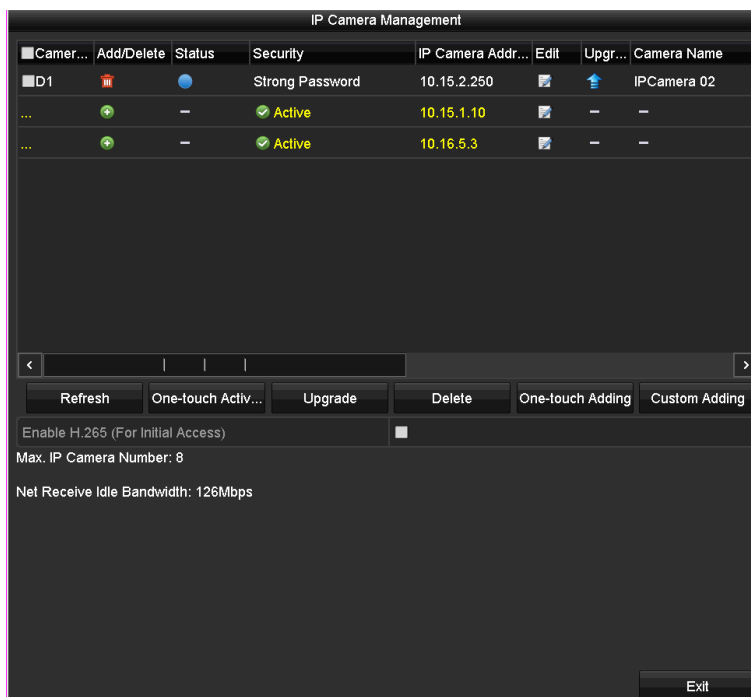 IP Camera Management
Camer... Add/Delete Status Security IP Camera Addr... Edit Upgr... Camera Name
D1 Strong Password 10.15.2.250 IPCamera 02
... – Active 10.15.1.10 – –
... – Active 10.16.5.3 – –
Refresh One-touch Activ... Upgrade Delete One-touch Adding Custom Adding
Enable H.265 (For Initial Access)
Max. IP Camera Number: 8
Net Receive Idle Bandwidth: 126Mbps
Exit